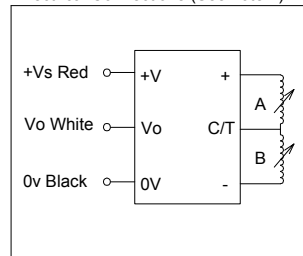 +Vs Red
+V
+
A
Vo White
Vo
C/T
B
0v Black
0V
-